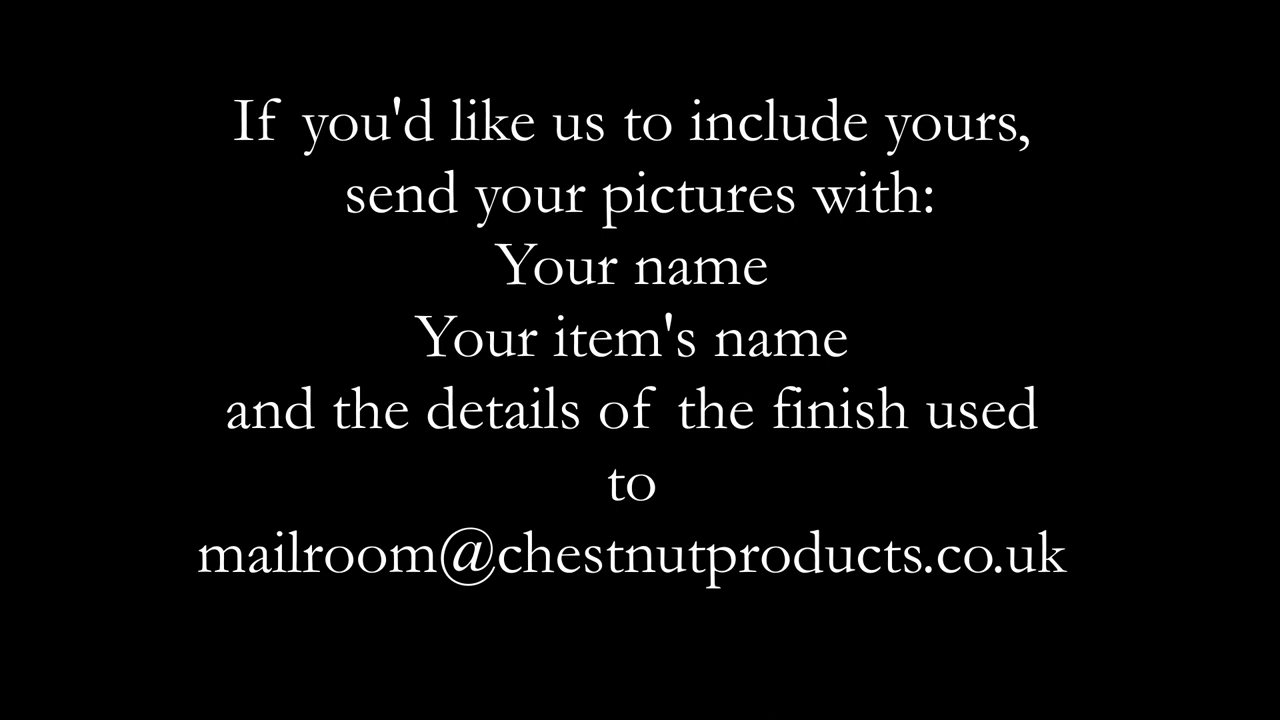 If you'd like us to include yours,
send your pictures with:
Your name
Your item's name
and the details of the finish used
to
mailroom@chestnutproducts.co.uk